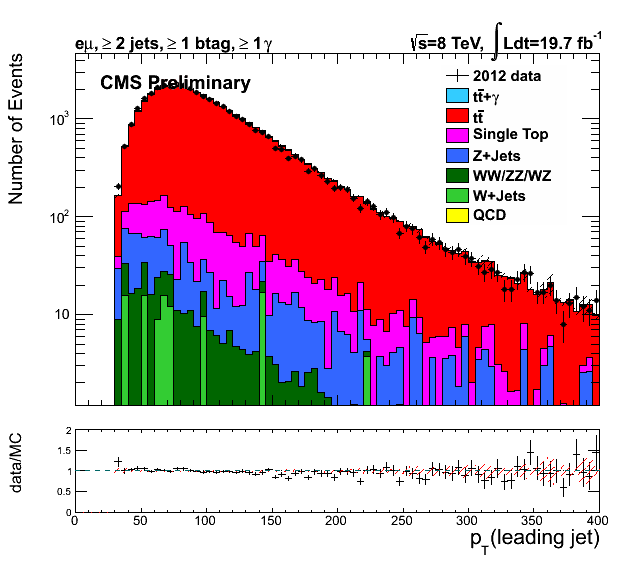 eμ, ≥ 2 jets, ≥ 1 btag, ≥ 1γ
√s=8 TeV, ∫Ldt=19.7 fb⁻¹
CMS Preliminary
2012 data
tt̄+γ
tt̄
Single Top
Z+Jets
WW/ZZ/WZ
W+Jets
QCD
Number of Events
10³
10²
10
data/MC
2
1.5
1
0.5
0
0 50 100 150 200 250 300 350 400
p_T(leading jet)